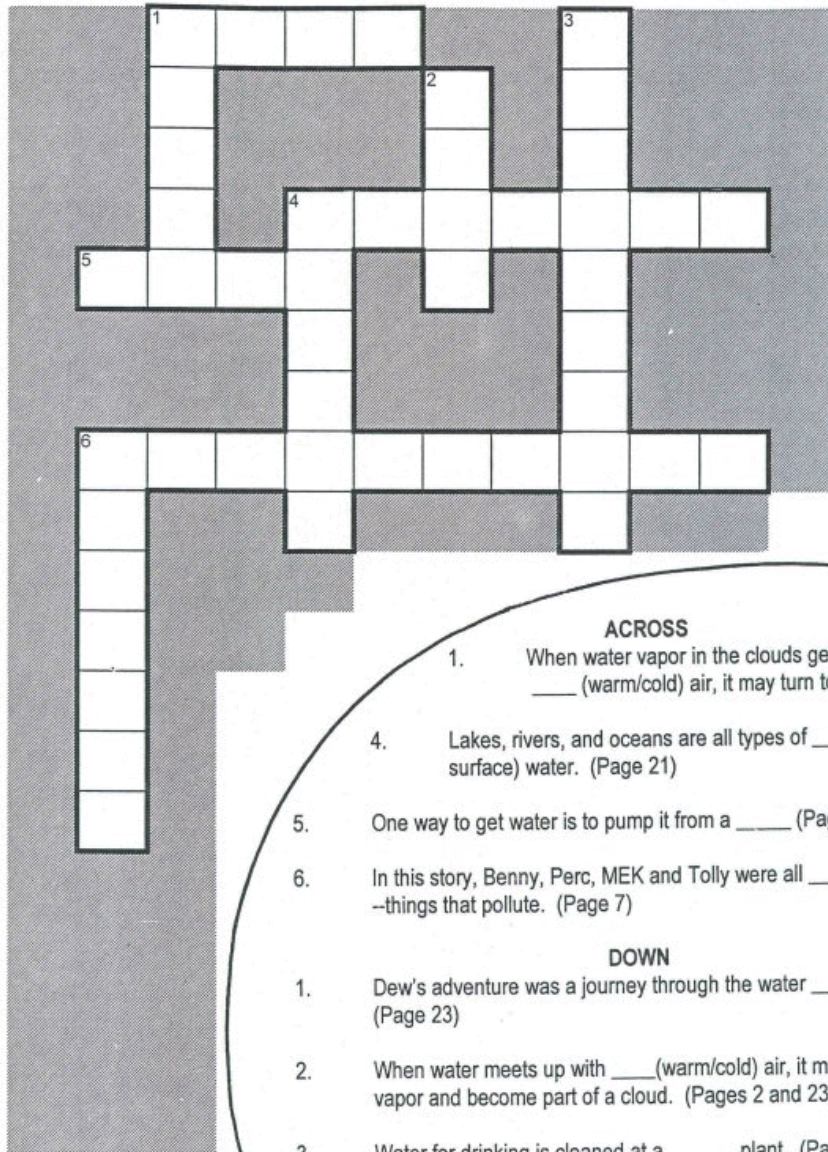 1
3
2
4
5
6
ACROSS
1. When water vapor in the clouds
____ (warm/cold) air, it may turn
4. Lakes, rivers, and oceans are all types of __
surface) water. (Page 21)
5. One way to get water is to pump it from a _____
6. In this story, Benny, Perc, MEK and Tolly were all __
--things that pollute. (Page 7)
DOWN
1. Dew's adventure was a journey through the water __
(Page 23)
2. When water meets up with ____(warm/cold) air, it
vapor and become part of a cloud. (Pages 2 and 23
3. Water for drinking is cleaned at a ______ plant.